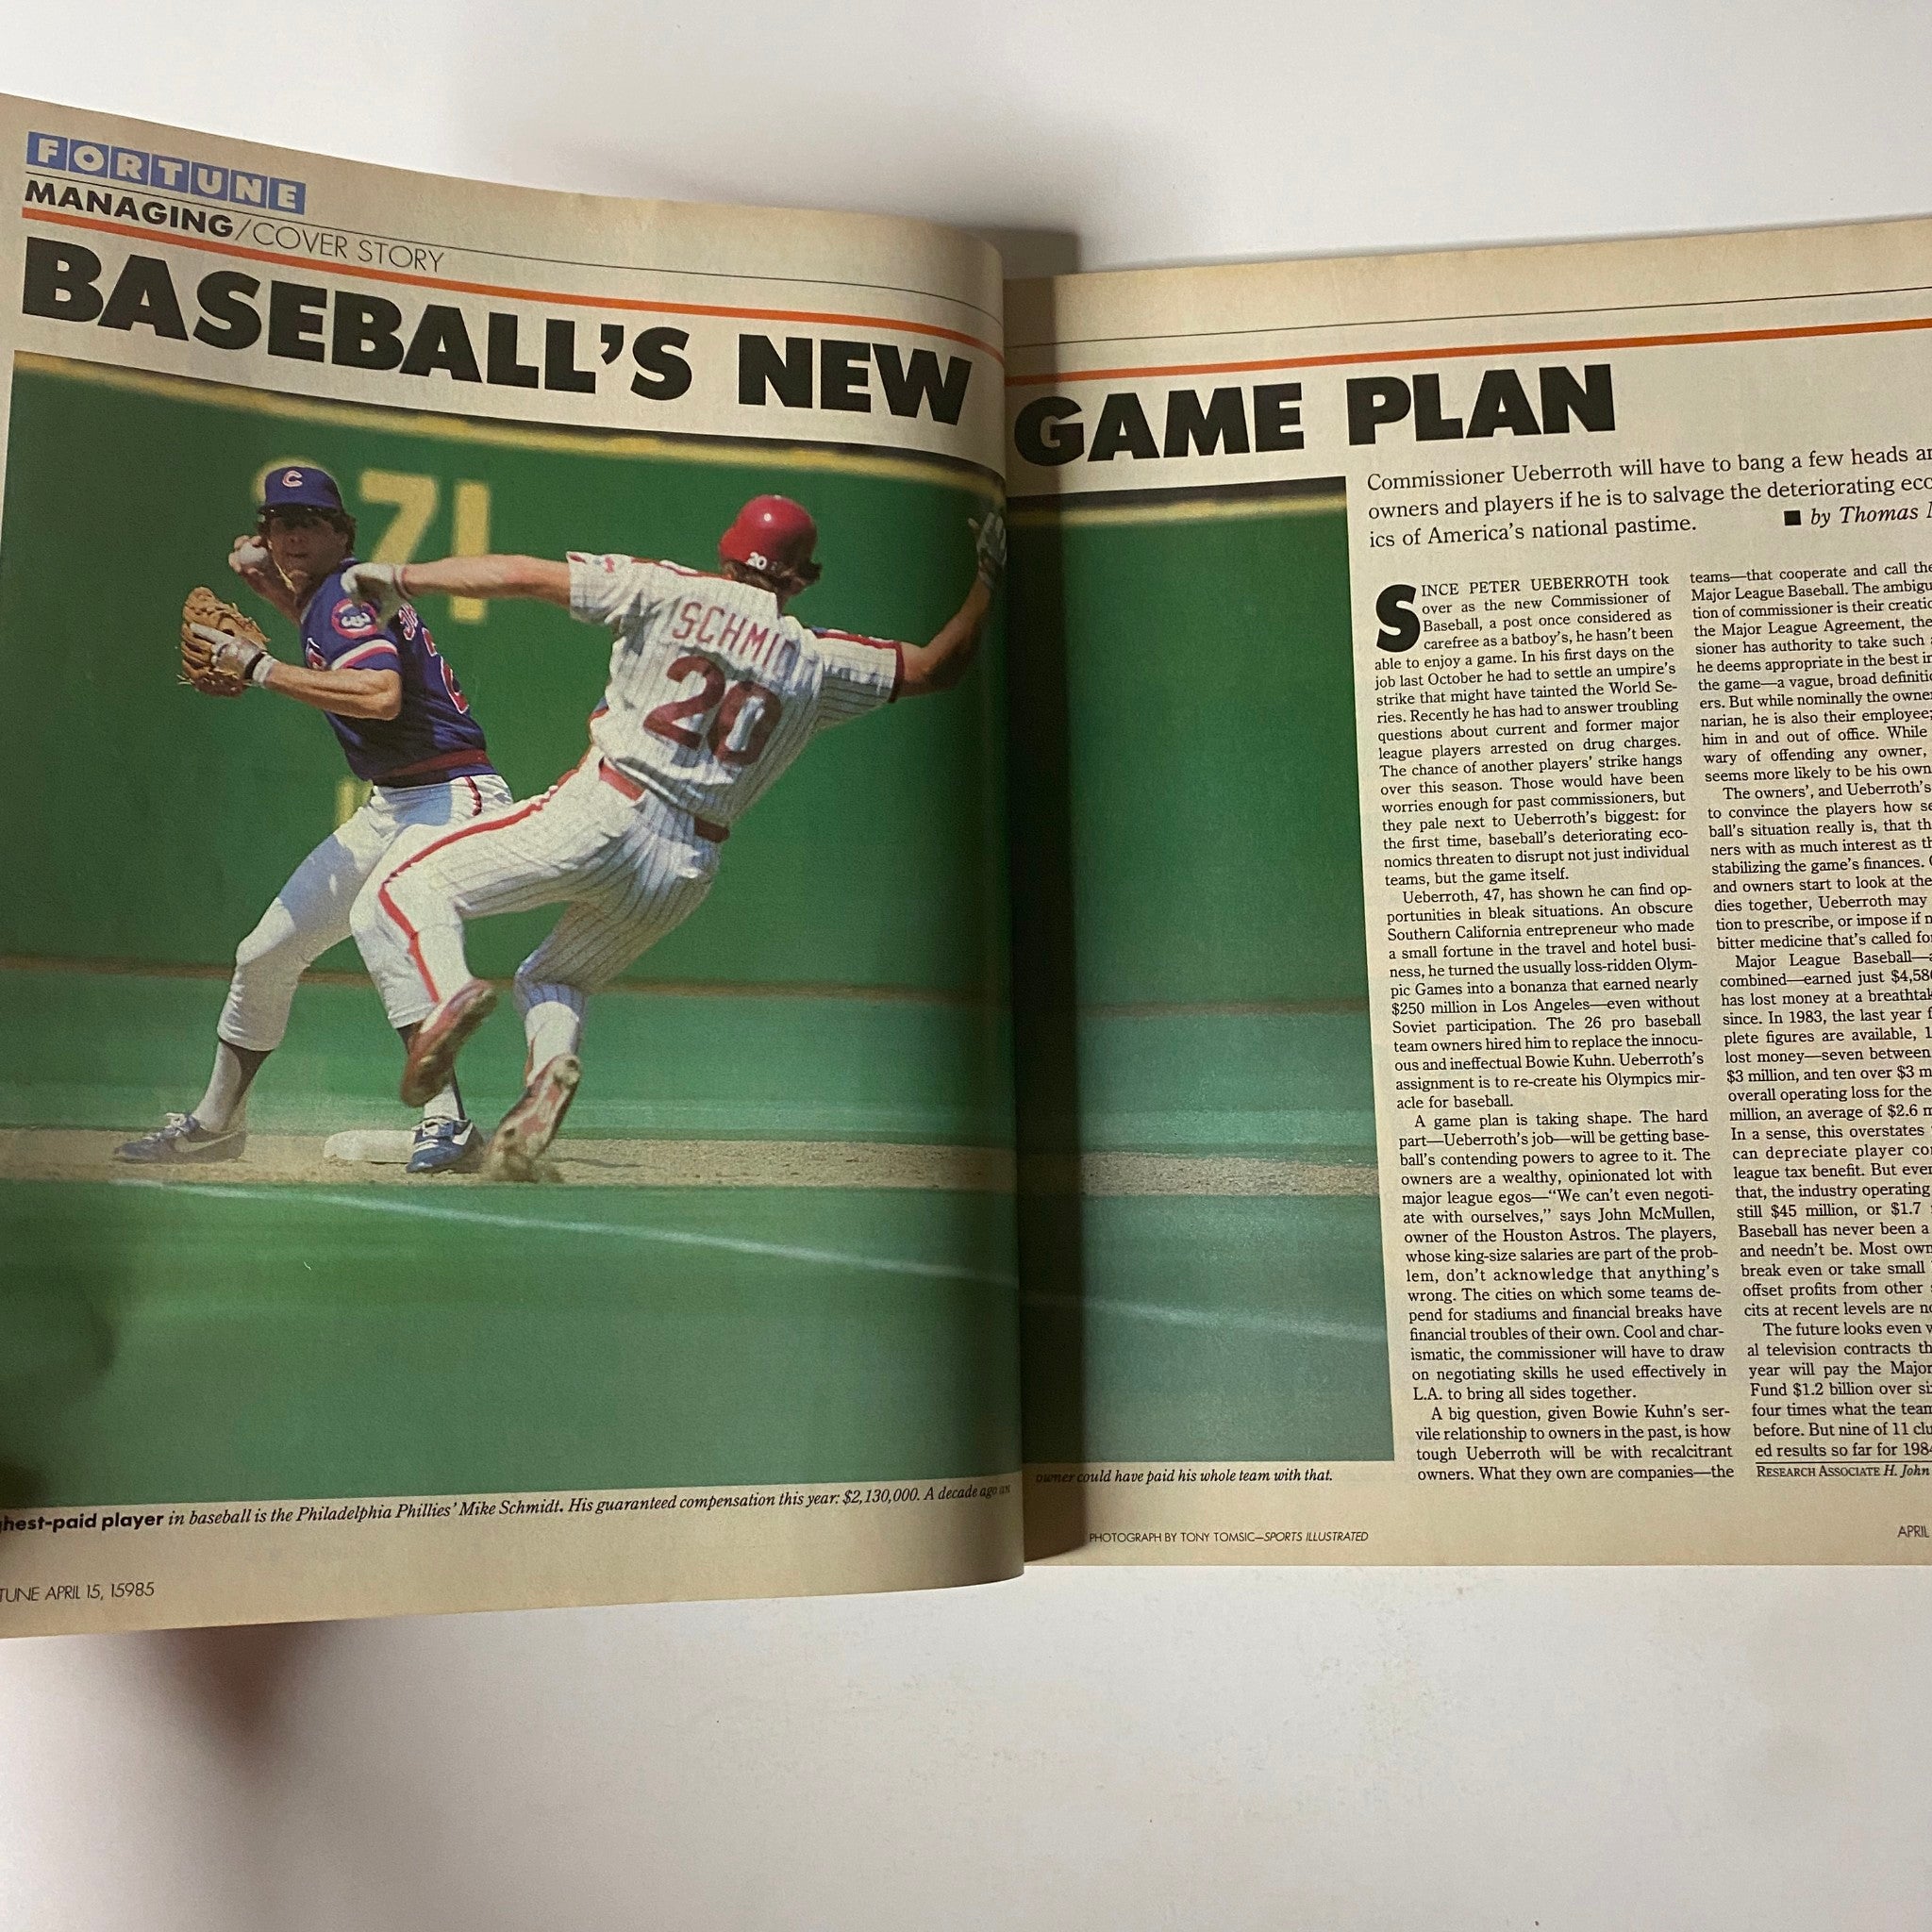 FORTUNE
MANAGING/COVER STORY
BASEBALL'S NEW GAME PLAN
71
C
20
SCHMID
20
hest-paid player in baseball is the Philadelphia Phillies' Mike Schmidt. His guaranteed compensation this year: $2,130,000. A decade ago an
owner could have paid his whole team with that.
TUNE APRIL 15, 15985
PHOTOGRAPH BY TONY TOMSIC—SPORTS ILLUSTRATED
Commissioner Ueberroth will have to bang a few heads
owners and players if he is to salvage the deteriorating
ics of America's national pastime.
■ by Thomas
SINCE PETER UEBERROTH took
over as the new Commissioner of
Baseball, a post once considered as
carefree as a batboy's, he hasn't been
able to enjoy a game. In his first days on the
job last October he had to settle an umpire's
strike that might have tainted the World Se-
ries. Recently he has had to answer troubling
questions about current and former major
league players arrested on drug charges.
The chance of another players' strike hangs
over this season. Those would have been
worries enough for past commissioners, but
they pale next to Ueberroth's biggest: for
the first time, baseball's deteriorating eco-
nomics threaten to disrupt not just individual
teams, but the game itself.
Ueberroth, 47, has shown he can find op-
portunities in bleak situations. An obscure
Southern California entrepreneur who made
a small fortune in the travel and hotel busi-
ness, he turned the usually loss-ridden Olym-
pic Games into a bonanza that earned nearly
$250 million in Los Angeles—even without
Soviet participation. The 26 pro baseball
team owners hired him to replace the innocu-
ous and ineffectual Bowie Kuhn. Ueberroth's
assignment is to re-create his Olympics mir-
acle for baseball.
A game plan is taking shape. The hard
part—Ueberroth's job—will be getting base-
ball's contending powers to agree to it. The
owners are a wealthy, opinionated lot with
major league egos—“We can't even negoti-
ate with ourselves,” says John McMullen,
owner of the Houston Astros. The players,
whose king-size salaries are part of the prob-
lem, don't acknowledge that anything's
wrong. The cities on which some teams de-
pend for stadiums and financial breaks have
financial troubles of their own. Cool and char-
ismatic, the commissioner will have to draw
on negotiating skills he used effectively in
L.A. to bring all sides together.
A big question, given Bowie Kuhn's ser-
vile relationship to owners in the past, is how
tough Ueberroth will be with recalcitrant
owners. What they own are companies—the
teams—that cooperate and call the
Major League Baseball. The ambigu
tion of commissioner is their creatio
the Major League Agreement, the
sioner has authority to take such
he deems appropriate in the best in
the game—a vague, broad definitio
ers. But while nominally the owner
narian, he is also their employee;
him in and out of office. While
wary of offending any owner,
seems more likely to be his own
The owners', and Ueberroth's
to convince the players how se
ball's situation really is, that th
ners with as much interest as th
stabilizing the game's finances.
and owners start to look at the
dies together, Ueberroth may
tion to prescribe, or impose if n
bitter medicine that's called for
Major League Baseball—a
combined—earned just $4,58
has lost money at a breathtak
since. In 1983, the last year f
plete figures are available, 1
lost money—seven between
$3 million, and ten over $3 m
overall operating loss for the
million, an average of $2.6 m
In a sense, this overstates
can depreciate player con
league tax benefit. But even
that, the industry operating
still $45 million, or $1.7
Baseball has never been a
and needn't be. Most own
break even or take small
offset profits from other
cits at recent levels are no
The future looks even w
al television contracts th
year will pay the Major
Fund $1.2 billion over si
four times what the team
before. But nine of 11 clu
ed results so far for 198
RESEARCH ASSOCIATE H. John
APRIL